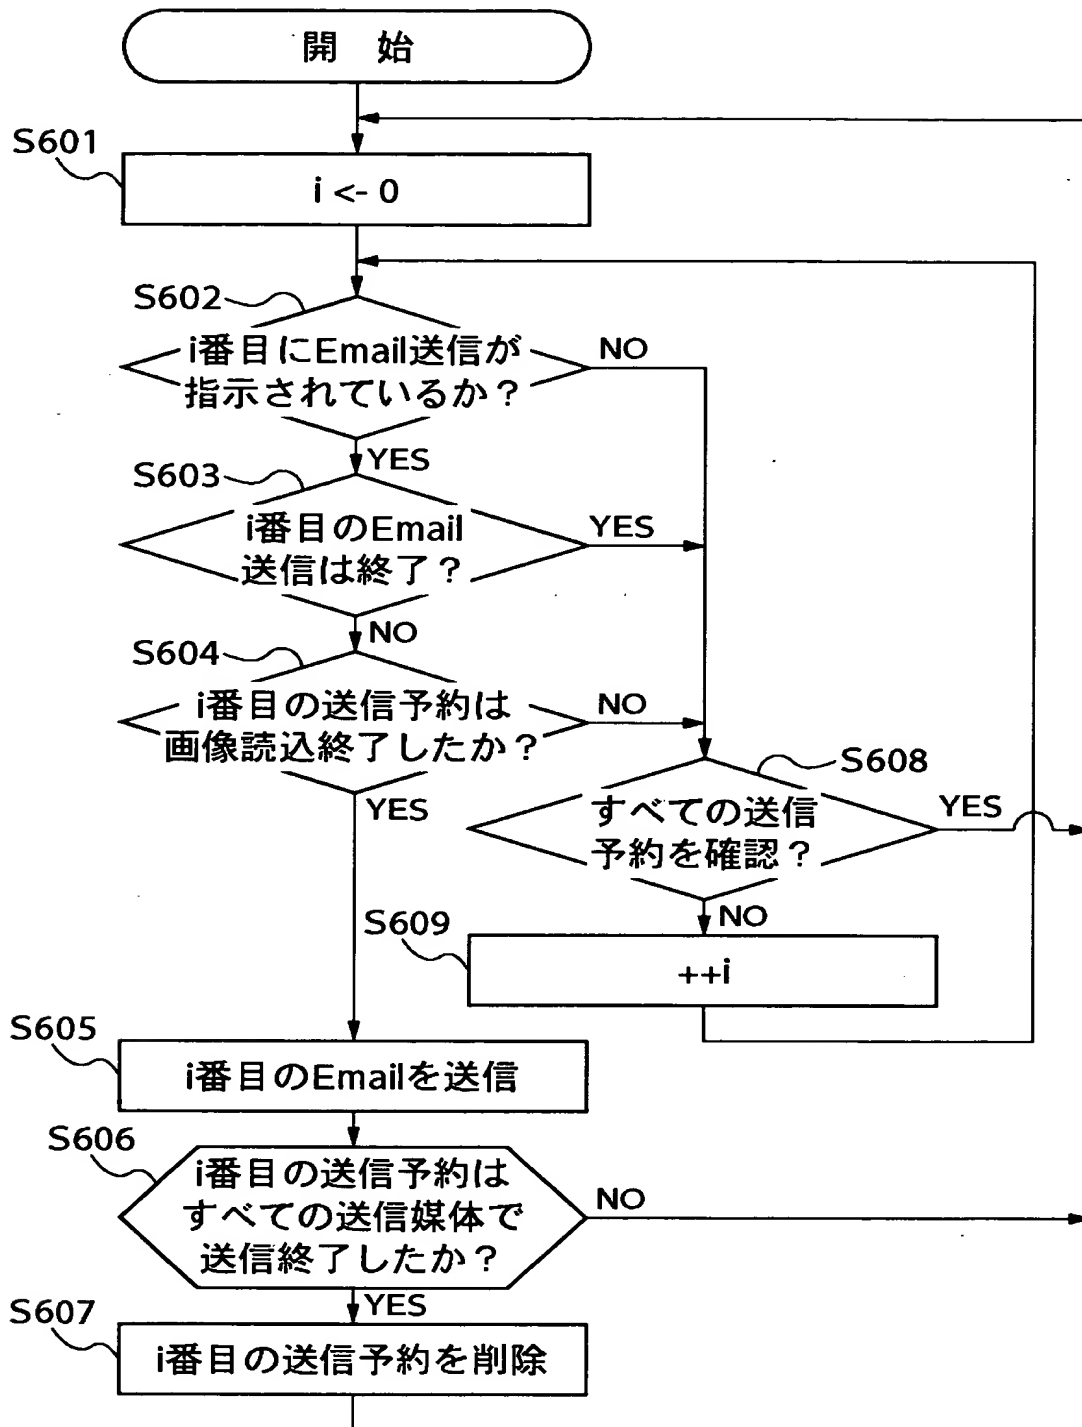 開 始
S601
i <- 0
S602
i番目にEmail送信が
指示されているか？
NO
YES
S603
i番目のEmail
送信は終了？
YES
NO
S604
i番目の送信予約は
画像読込終了したか？
NO
YES
S608
すべての送信
予約を確認？
YES
NO
S609
++i
S605
i番目のEmailを送信
S606
i番目の送信予約は
すべての送信媒体で
送信終了したか？
NO
YES
S607
i番目の送信予約を削除